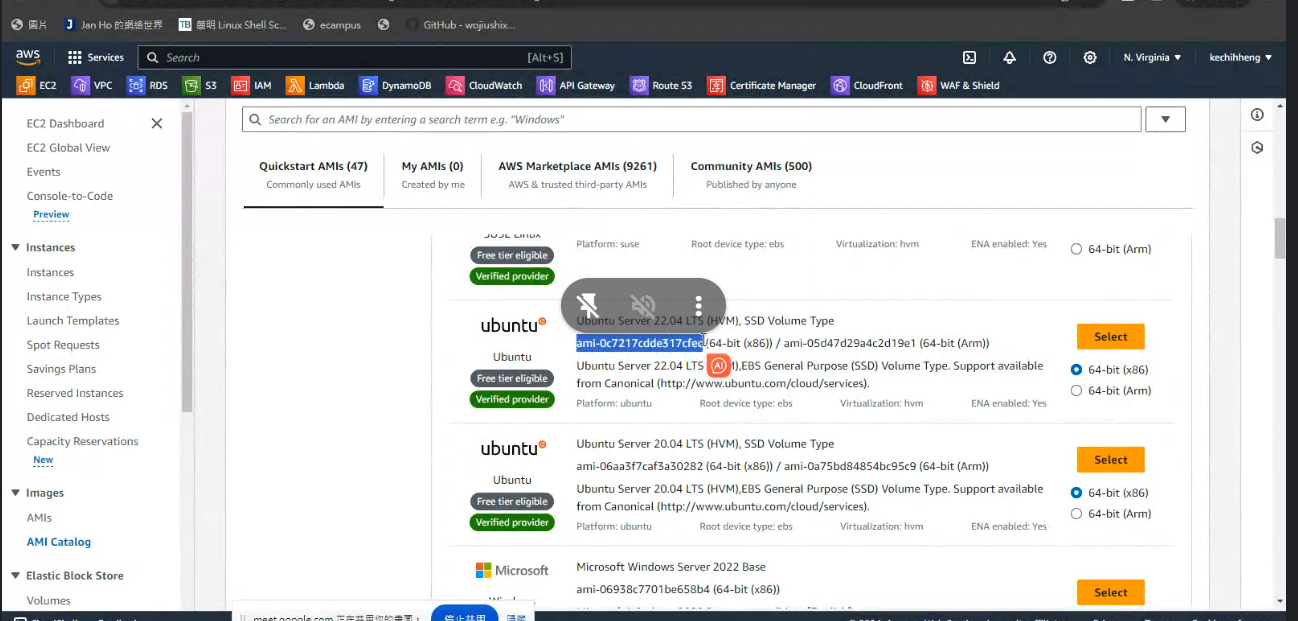 圖片
Jan Ho 的網絡世界
TB 簡明 Linux Shell Sc...
ecampus
GitHub - wojiushix...
aws
Services
Search
[Alt+S]
N. Virginia
kechihheng
EC2
VPC
RDS
S3
IAM
Lambda
DynamoDB
CloudWatch
API Gateway
Route 53
Certificate Manager
CloudFront
WAF & Shield
EC2 Dashboard
EC2 Global View
Events
Console-to-Code
Preview
Instances
Instances
Instance Types
Launch Templates
Spot Requests
Savings Plans
Reserved Instances
Dedicated Hosts
Capacity Reservations
New
Images
AMIs
AMI Catalog
Elastic Block Store
Volumes
Search for an AMI by entering a search term e.g. "Windows"
Quickstart AMIs (47)
Commonly used AMIs
My AMIs (0)
Created by me
AWS Marketplace AMIs (9261)
AWS & trusted third-party AMIs
Community AMIs (500)
Published by anyone
SUSE Linux
Free tier eligible
Verified provider
Platform: suse
Root device type: ebs
Virtualization: hvm
ENA enabled: Yes
64-bit (Arm)
ubuntu
Ubuntu
Free tier eligible
Verified provider
Ubuntu Server 22.04 LTS (HVM), SSD Volume Type
ami-0c7217cdde317cfec (64-bit (x86)) / ami-05d47d29a4c2d19e1 (64-bit (Arm))
Ubuntu Server 22.04 LTS (HVM),EBS General Purpose (SSD) Volume Type. Support available
from Canonical (http://www.ubuntu.com/cloud/services).
Platform: ubuntu
Root device type: ebs
Virtualization: hvm
ENA enabled: Yes
Select
64-bit (x86)
64-bit (Arm)
AI
ubuntu
Ubuntu
Free tier eligible
Verified provider
Ubuntu Server 20.04 LTS (HVM), SSD Volume Type
ami-06aa3f7caf3a30282 (64-bit (x86)) / ami-0a75bd84854bc95c9 (64-bit (Arm))
Ubuntu Server 20.04 LTS (HVM),EBS General Purpose (SSD) Volume Type. Support available
from Canonical (http://www.ubuntu.com/cloud/services).
Platform: ubuntu
Root device type: ebs
Virtualization: hvm
ENA enabled: Yes
Select
64-bit (x86)
64-bit (Arm)
Microsoft
Microsoft Windows Server 2022 Base
ami-06938c7701be658b4 (64-bit (x86))
Select
meet.google.com 正在共用你的畫面。
停止共用
隱藏